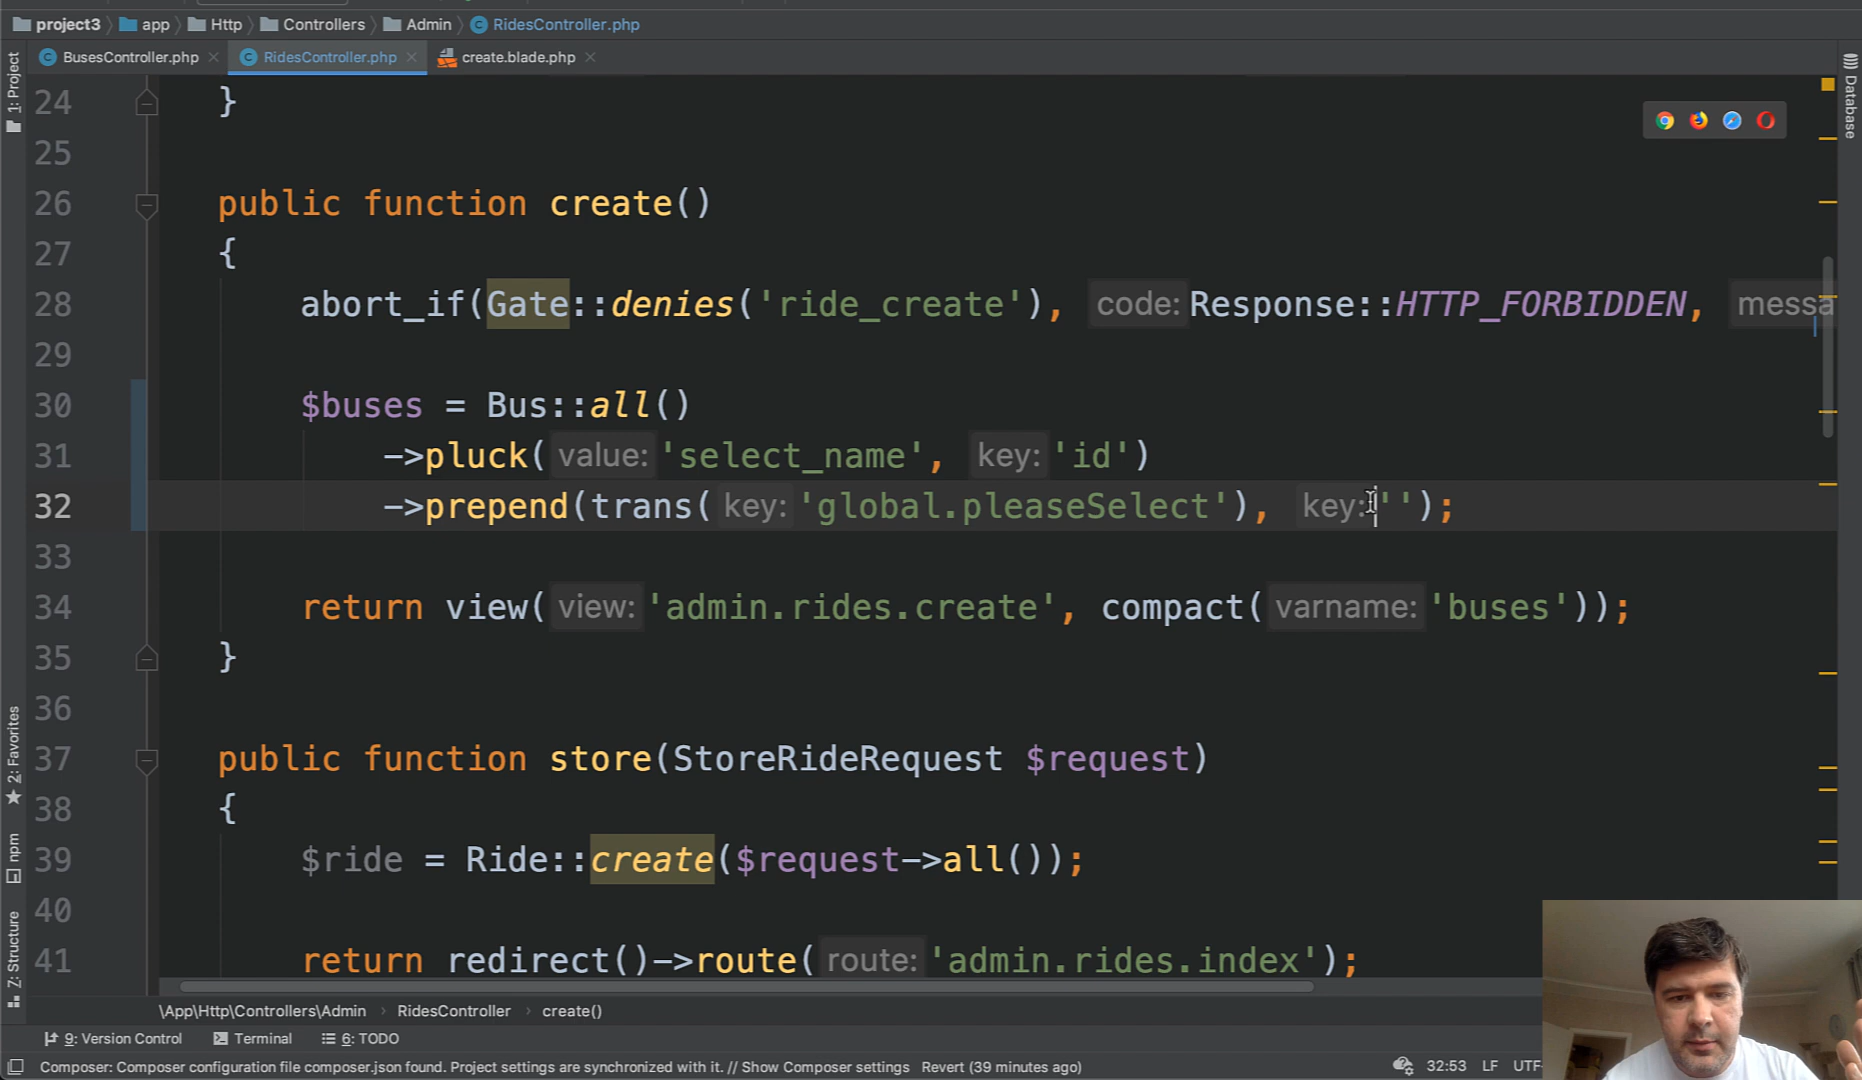 project3 app Http Controllers Admin RidesController.php
BusesController.php RidesController.php create.blade.php
1: Project
Database
24 }
25
26 public function create()
27 {
28 abort_if(Gate::denies('ride_create'), code: Response::HTTP_FORBIDDEN, messa
29
30 $buses = Bus::all()
31 ->pluck( value: 'select_name', key: 'id')
32 ->prepend(trans( key: 'global.pleaseSelect'), key: '');
33
34 return view( view: 'admin.rides.create', compact( varname: 'buses'));
35 }
36
37 public function store(StoreRideRequest $request)
38 {
39 $ride = Ride::create($request->all());
40
41 return redirect()->route( route: 'admin.rides.index');
2: Favorites
npm
Z: Structure
\App\Http\Controllers\Admin › RidesController › create()
9: Version Control Terminal 6: TODO
Composer: Composer configuration file composer.json found. Project settings are synchronized with it. // Show Composer settings Revert (39 minutes ago) 32:53 LF UTF-